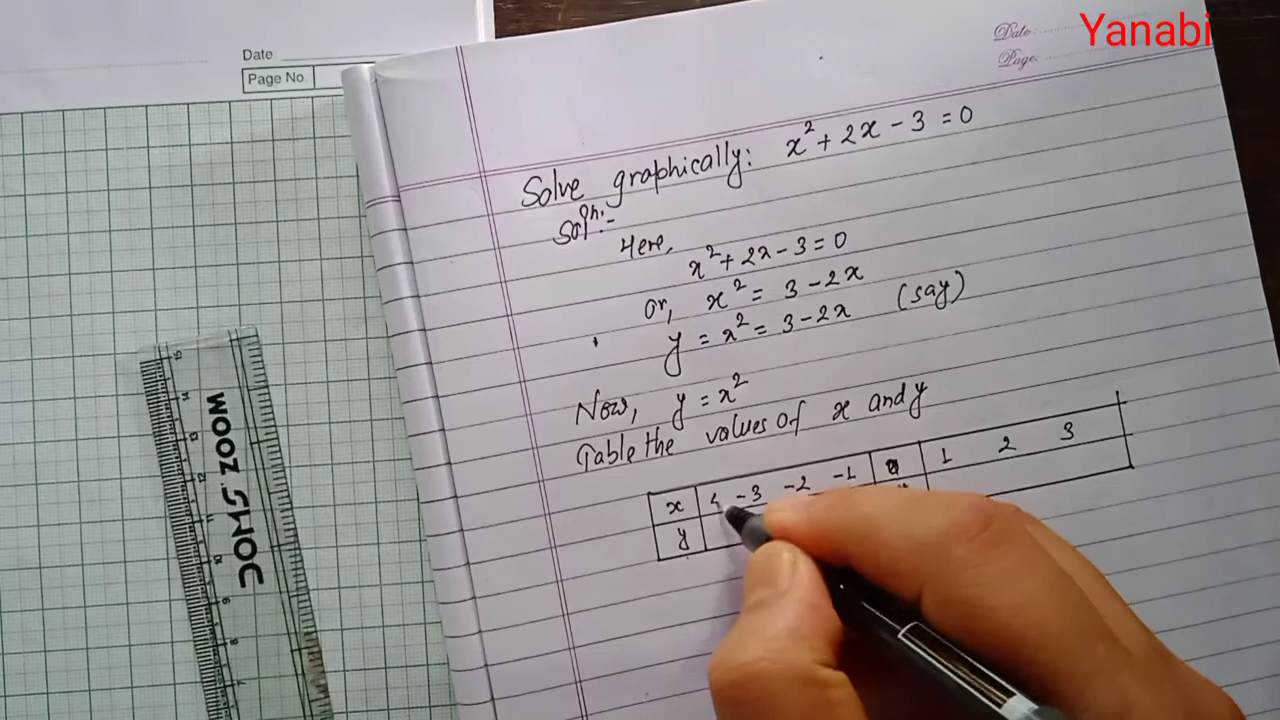 Yanabi
Date:
Page:
Date
Page No
Solve graphically: x² + 2x - 3 = 0
Solⁿ:-
Here,
x² + 2x - 3 = 0
or, x² = 3 - 2x
y = x² = 3 - 2x (say)
Now, y = x²
Table the values of x and y
x -3 -2 -1 1 2 3
y